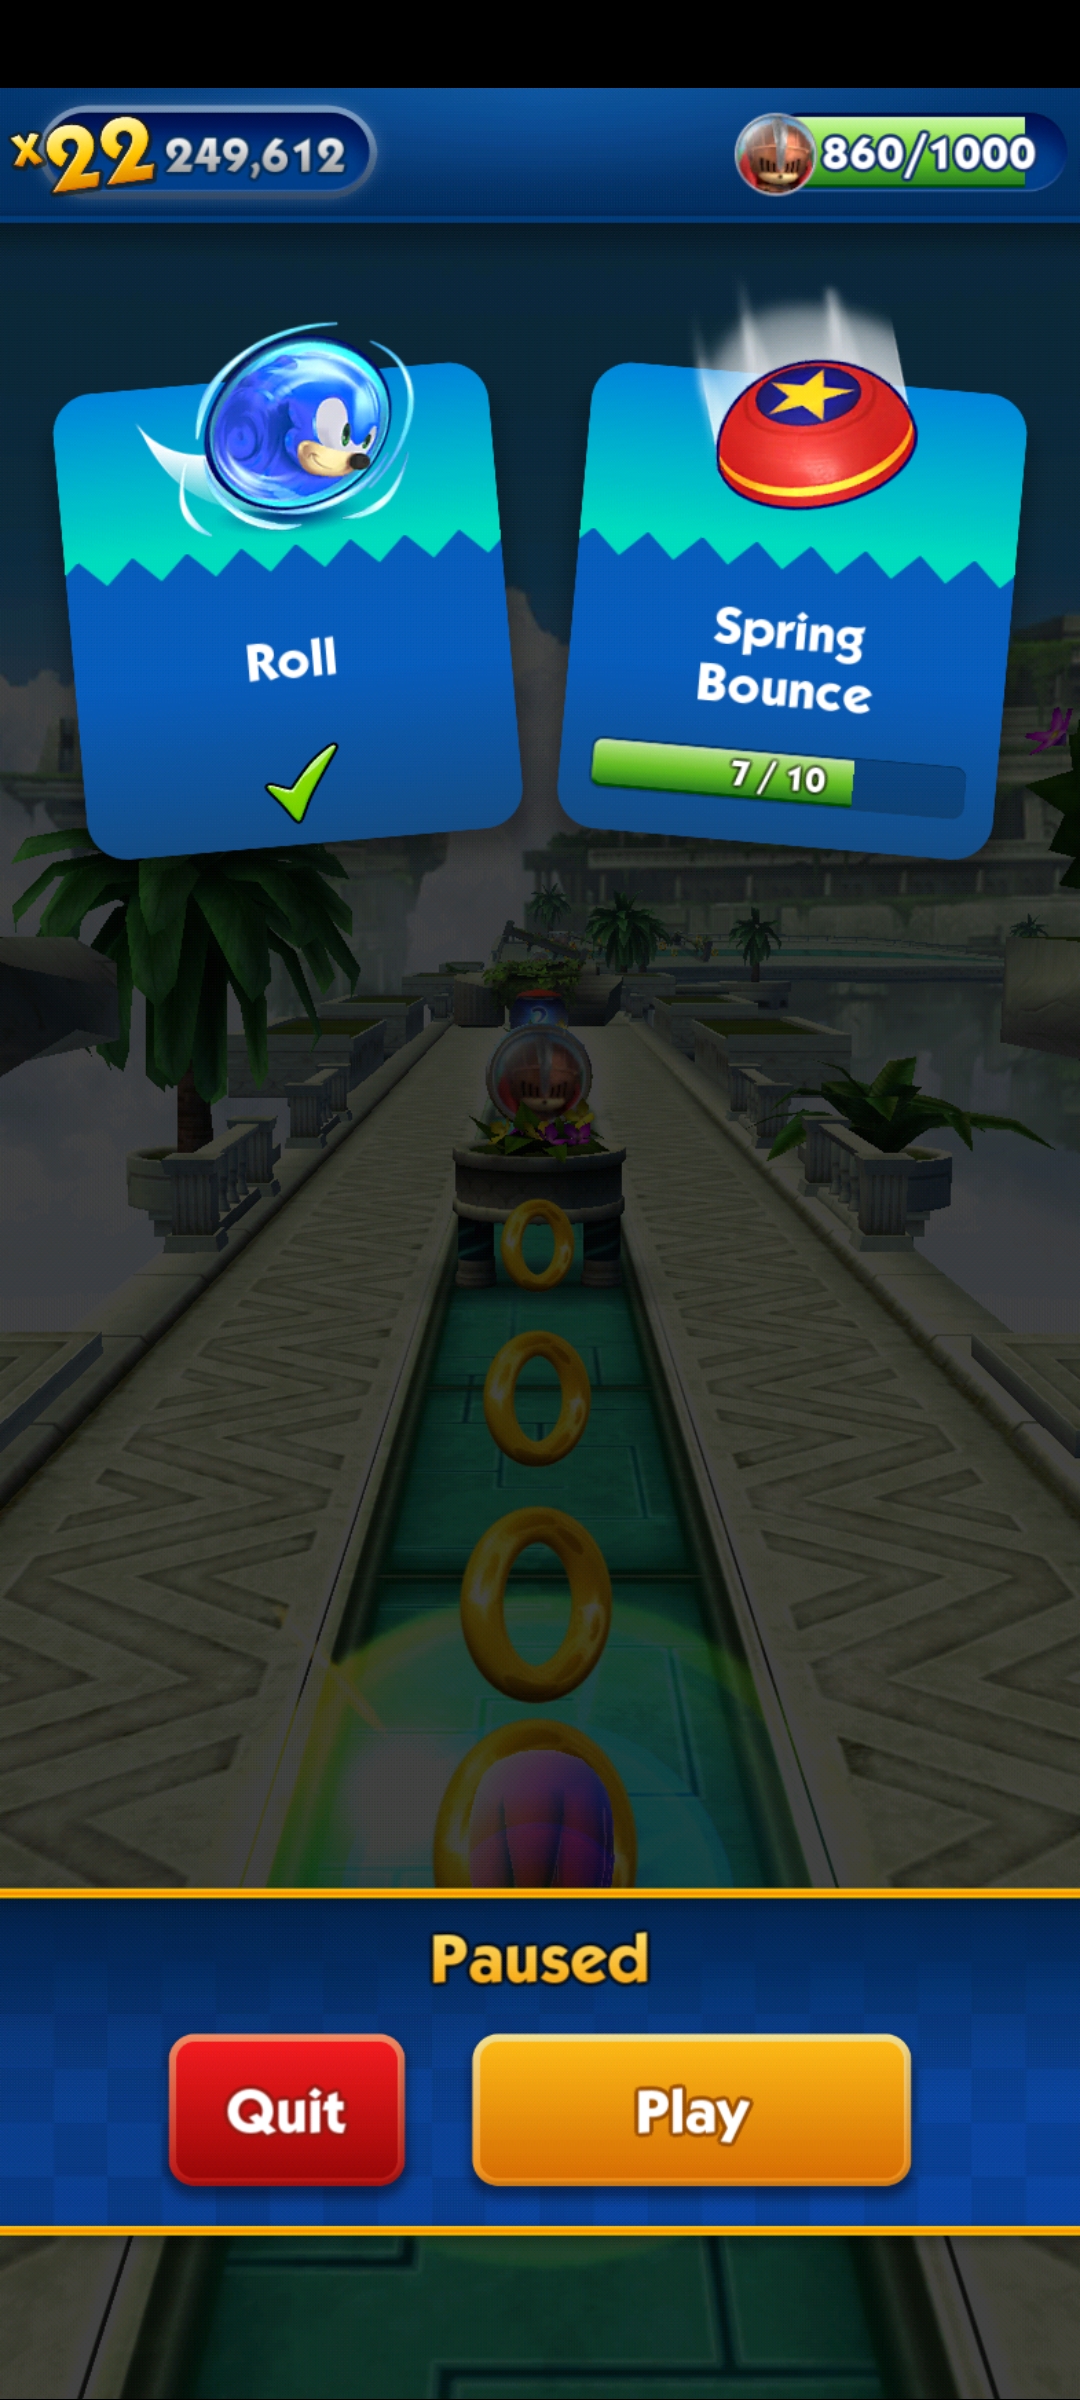 x22 249,612
860/1000
Roll
Spring
Bounce
7 / 10
Paused
Quit
Play